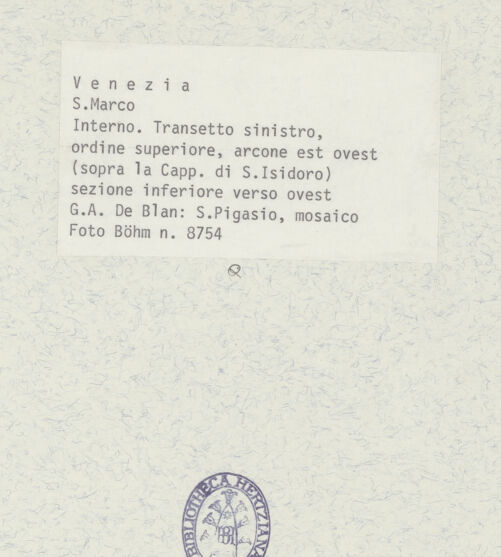 V e n e z i a
S.Marco
Interno. Transetto sinistro,
ordine superiore, arcone est ovest
(sopra la Capp. di S.Isidoro)
sezione inferiore verso ovest
G.A. De Blan: S.Pigasio, mosaico
Foto Böhm n. 8754
BIBLIOTHECA HERTZIANA